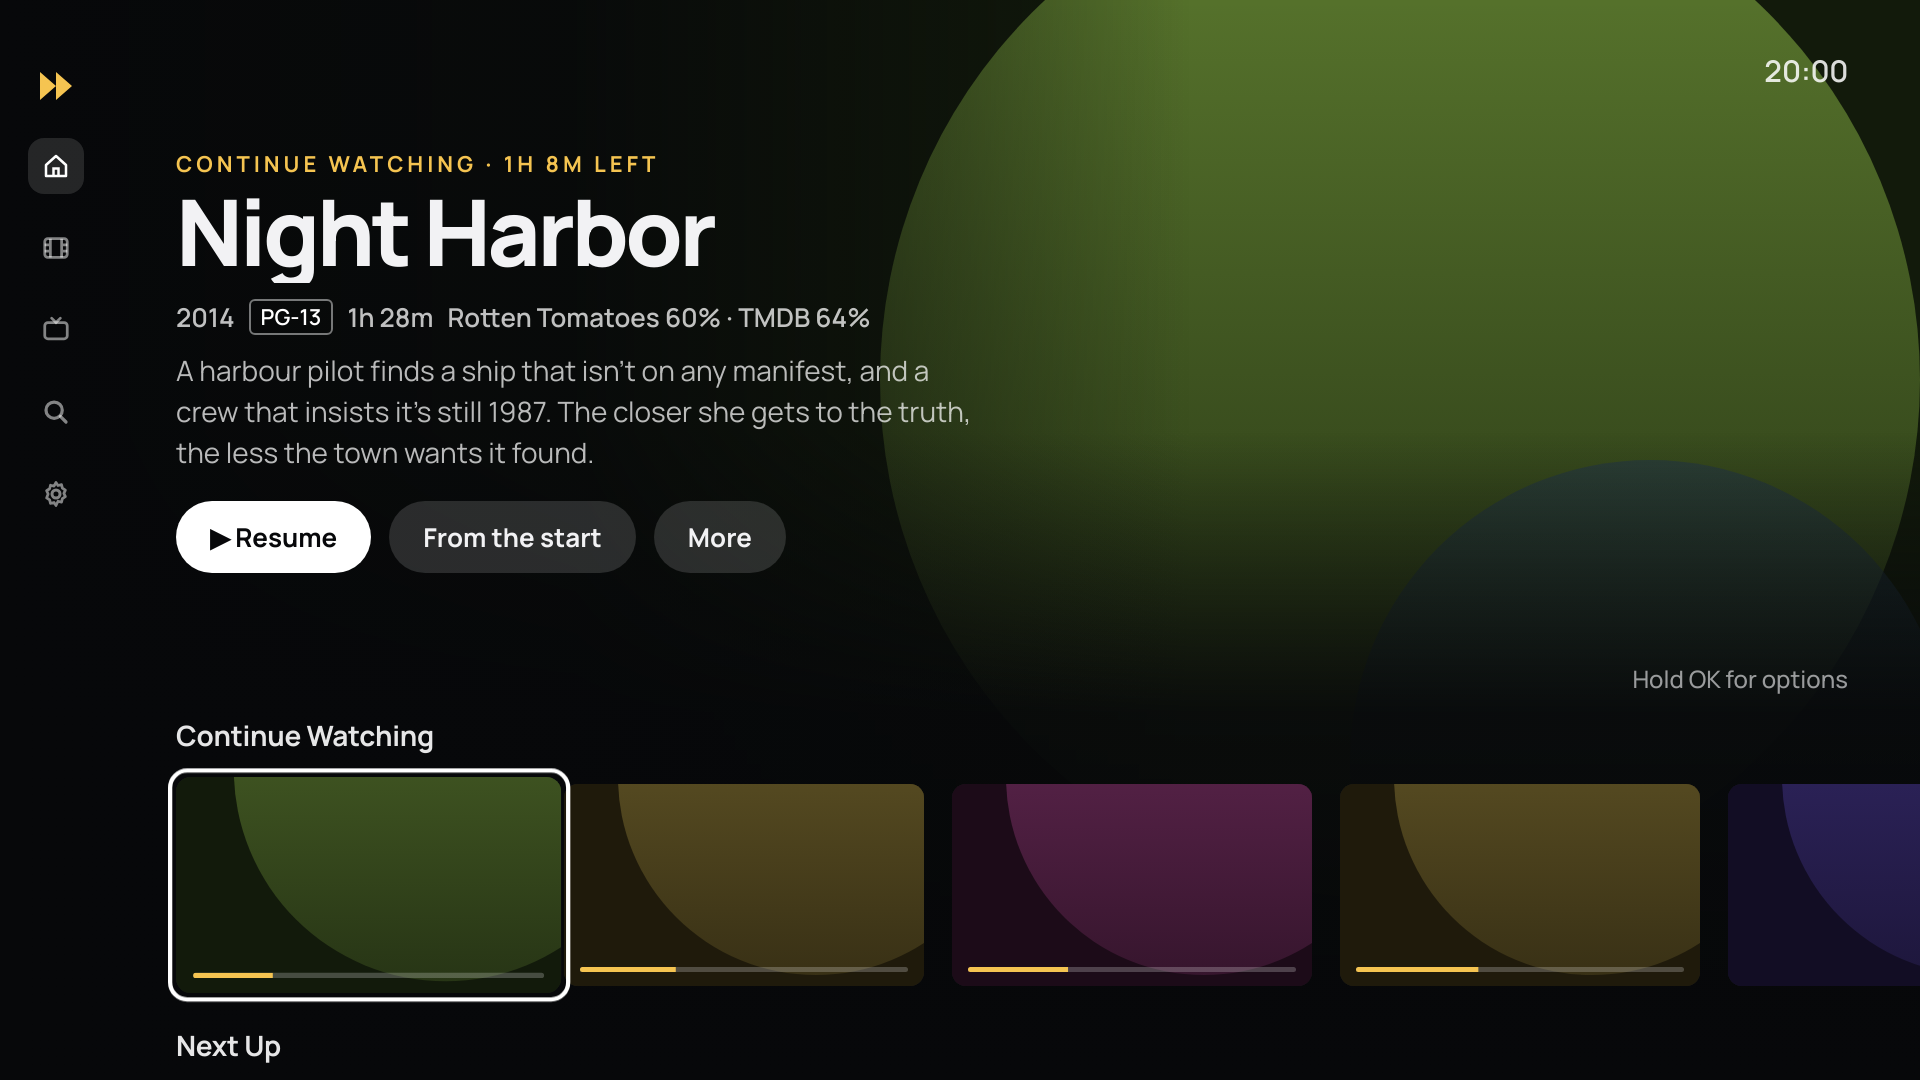 20:00
CONTINUE WATCHING · 1H 8M LEFT
Night Harbor
2014 PG-13 1h 28m Rotten Tomatoes 60% · TMDB 64%
A harbour pilot finds a ship that isn’t on any manifest, and a
crew that insists it’s still 1987. The closer she gets to the truth,
the less the town wants it found.
▶ Resume From the start More
Hold OK for options
Continue Watching
Next Up